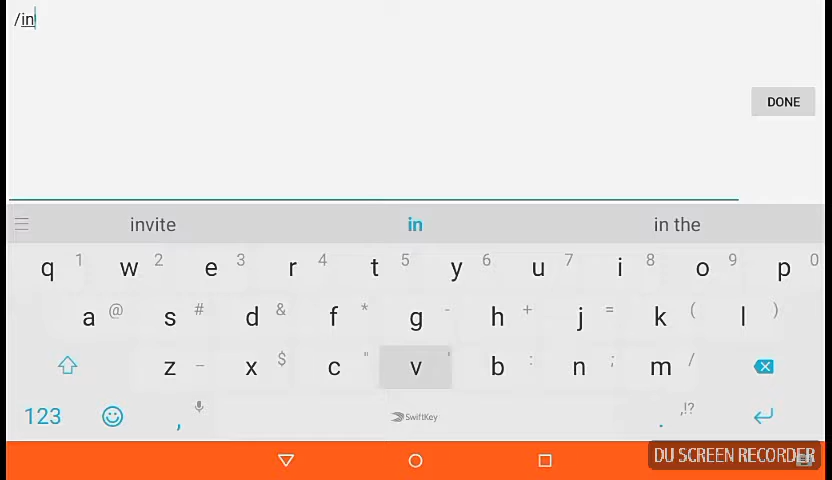 /in
DONE
invite in in the
q 1 w 2 e 3 r 4 t 5 y 6 u 7 i 8 o 9 p 0
a @ s # d & f * g - h + j = k ( l )
z _ x $ c " v ' b : n ; m /
123 , SwiftKey . ,!?
DU SCREEN RECORDER